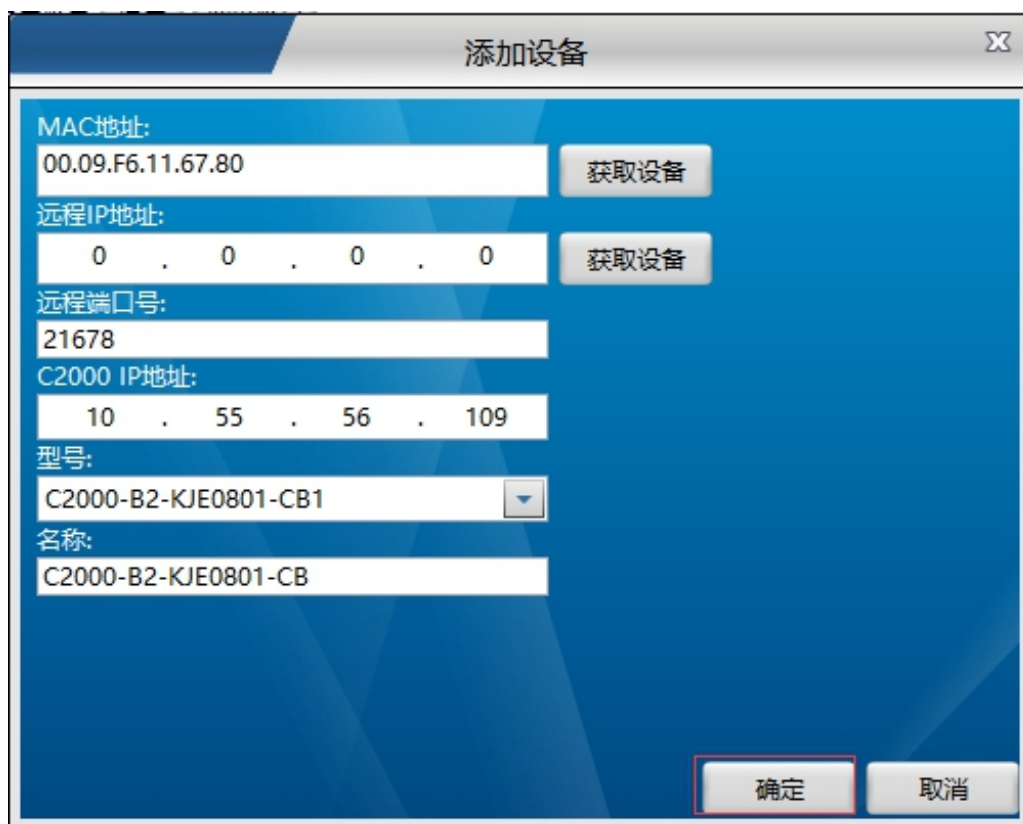 添加设备
MAC地址:
00.09.F6.11.67.80
获取设备
远程IP地址:
0 . 0 . 0 . 0
获取设备
远程端口号:
21678
C2000 IP地址:
10 . 55 . 56 . 109
型号:
C2000-B2-KJE0801-CB1
名称:
C2000-B2-KJE0801-CB
确定
取消